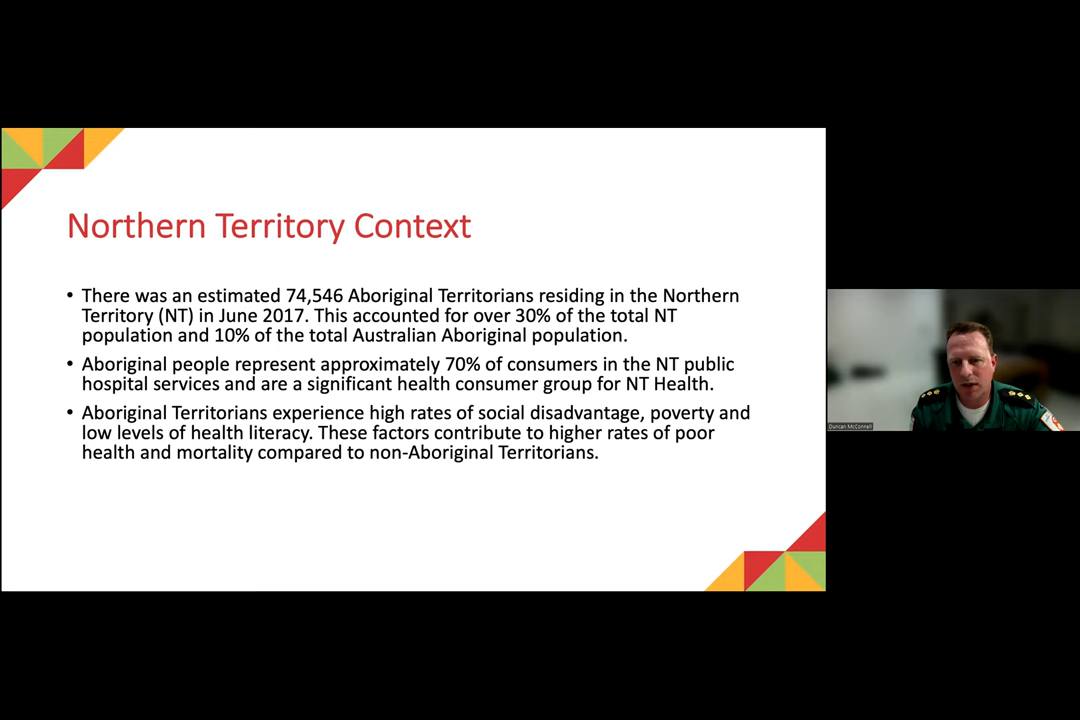 Northern Territory Context
• There was an estimated 74,546 Aboriginal Territorians residing in the Northern
Territory (NT) in June 2017. This accounted for over 30% of the total NT
population and 10% of the total Australian Aboriginal population.
• Aboriginal people represent approximately 70% of consumers in the NT public
hospital services and are a significant health consumer group for NT Health.
• Aboriginal Territorians experience high rates of social disadvantage, poverty and
low levels of health literacy. These factors contribute to higher rates of poor
health and mortality compared to non-Aboriginal Territorians.
Duncan McConnell